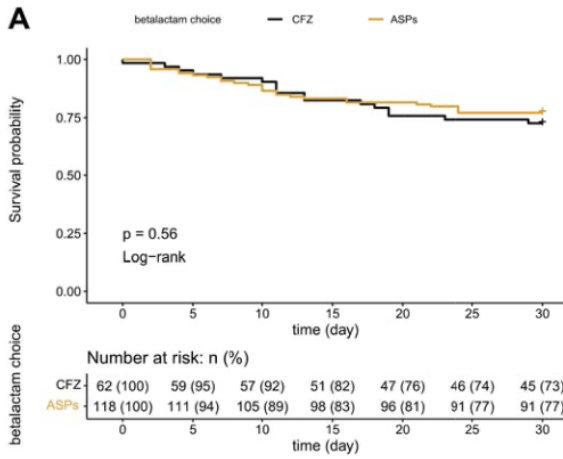 A
betalactam choice CFZ ASPs
Survival probability
1.00
0.75
0.50
0.25
0.00
p = 0.56
Log−rank
0 5 10 15 20 25 30
time (day)
betalactam choice
Number at risk: n (%)
CFZ 62 (100) 59 (95) 57 (92) 51 (82) 47 (76) 46 (74) 45 (73)
ASPs 118 (100) 111 (94) 105 (89) 98 (83) 96 (81) 91 (77) 91 (77)
0 5 10 15 20 25 30
time (day)